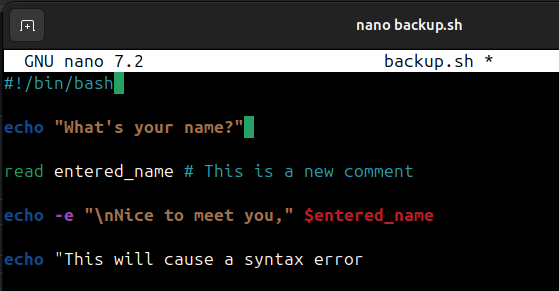 nano backup.sh
GNU nano 7.2 backup.sh *
#!/bin/bash
echo "What's your name?"
read entered_name # This is a new comment
echo -e "\nNice to meet you," $entered_name
echo "This will cause a syntax error